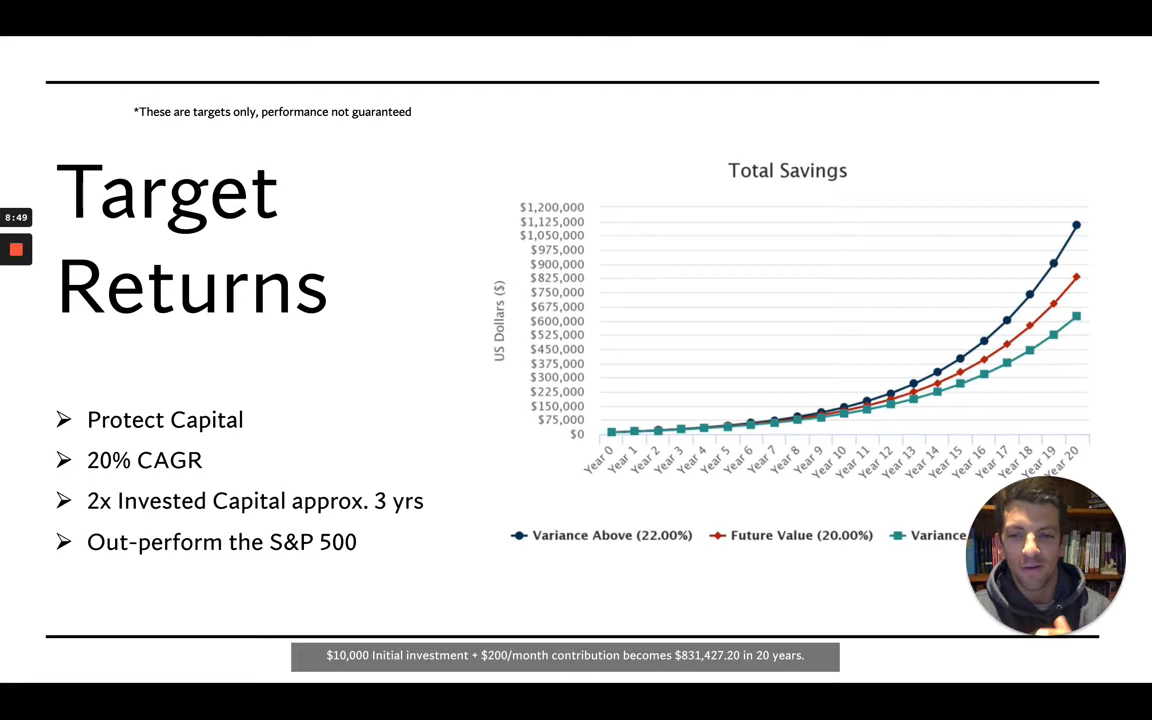 *These are targets only, performance not guaranteed
Target
Returns
8:49
Protect Capital
20% CAGR
2x Invested Capital approx. 3 yrs
Out-perform the S&P 500
Total Savings
US Dollars ($)
$1,200,000
$1,125,000
$1,050,000
$975,000
$900,000
$825,000
$750,000
$675,000
$600,000
$525,000
$450,000
$375,000
$300,000
$225,000
$150,000
$75,000
$0
Year 0
Year 1
Year 2
Year 3
Year 4
Year 5
Year 6
Year 7
Year 8
Year 9
Year 10
Year 11
Year 12
Year 13
Year 14
Year 15
Year 16
Year 17
Year 18
Year 19
Year 20
Variance Above (22.00%)
Future Value (20.00%)
Variance
$10,000 Initial investment + $200/month contribution becomes $831,427.20 in 20 years.